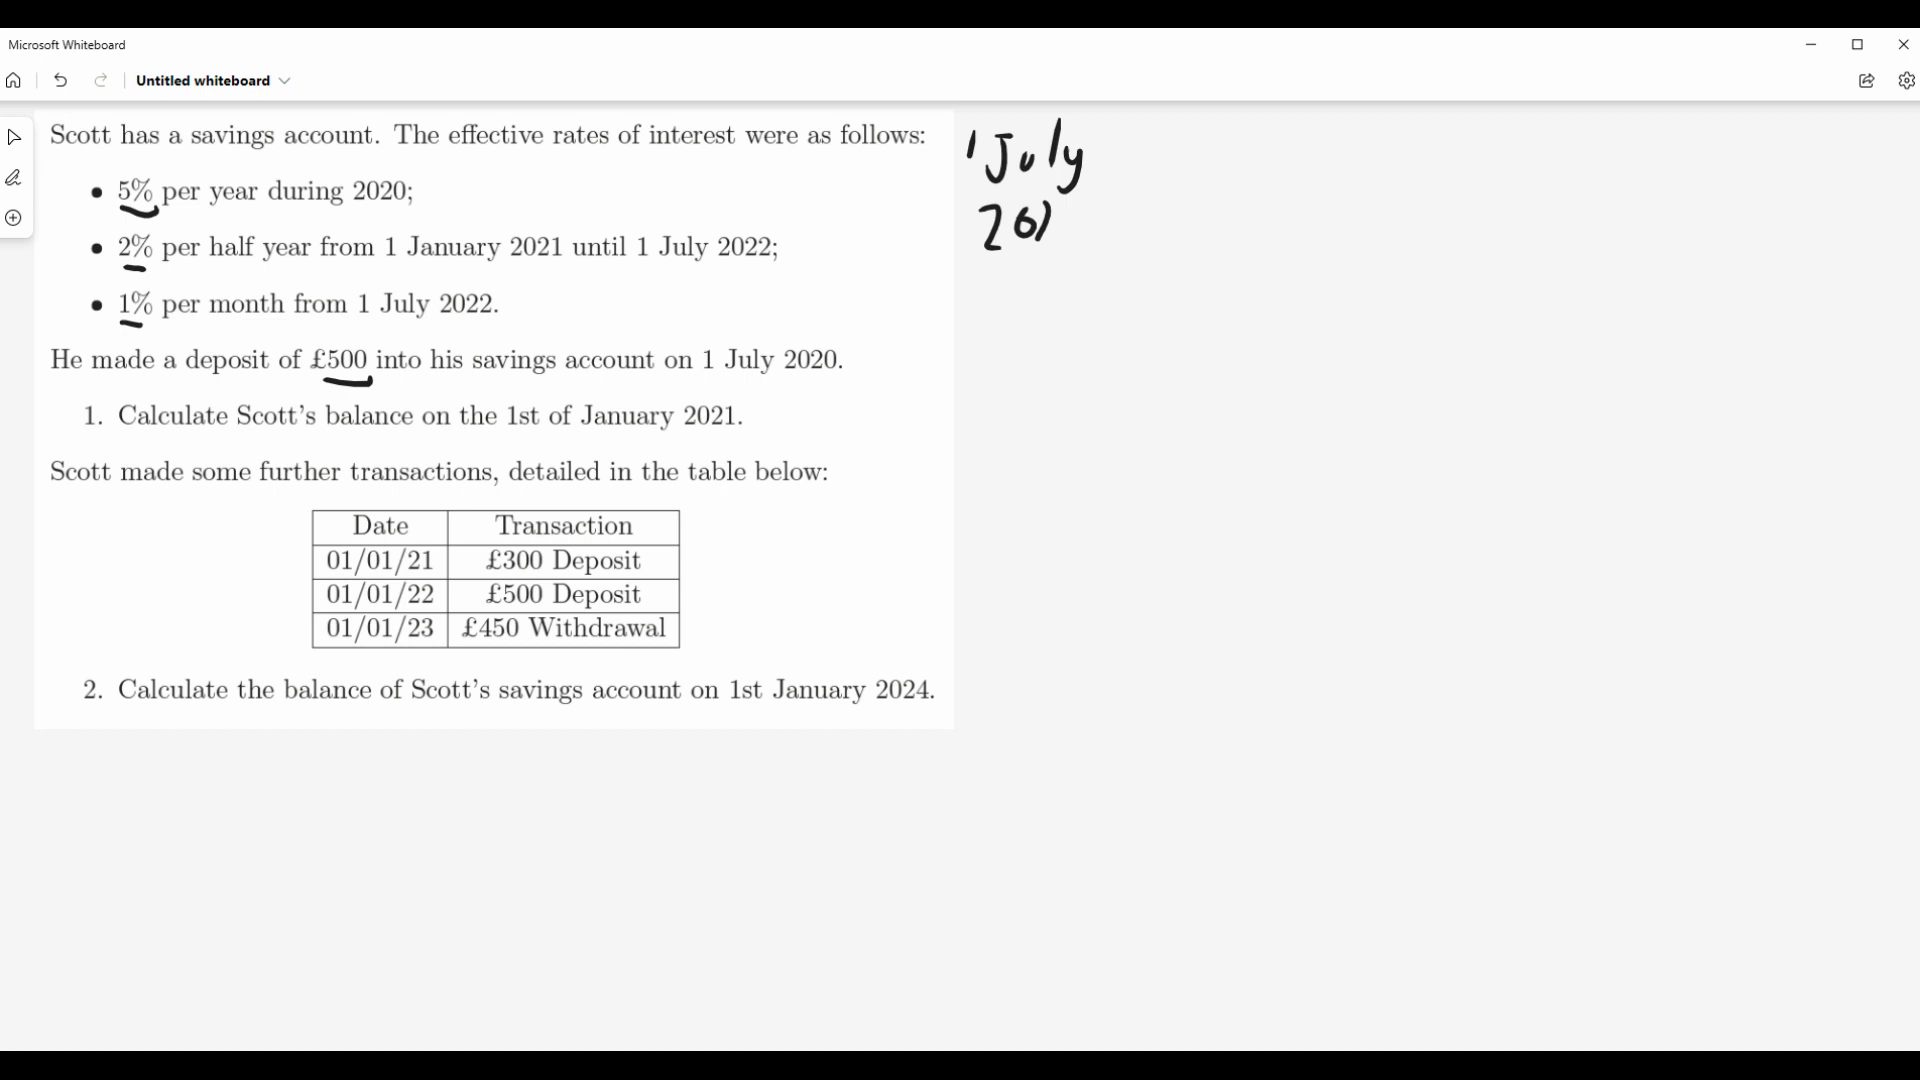 Microsoft Whiteboard
Untitled whiteboard
Scott has a savings account. The effective rates of interest were as follows:
• 5% per year during 2020;
• 2% per half year from 1 January 2021 until 1 July 2022;
• 1% per month from 1 July 2022.
He made a deposit of £500 into his savings account on 1 July 2020.
1. Calculate Scott's balance on the 1st of January 2021.
Scott made some further transactions, detailed in the table below:
Date Transaction
01/01/21 £300 Deposit
01/01/22 £500 Deposit
01/01/23 £450 Withdrawal
2. Calculate the balance of Scott's savings account on 1st January 2024.
1 July